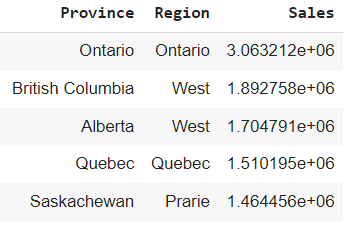 Province Region Sales
Ontario Ontario 3.063212e+06
British Columbia West 1.892758e+06
Alberta West 1.704791e+06
Quebec Quebec 1.510195e+06
Saskachewan Prarie 1.464456e+06